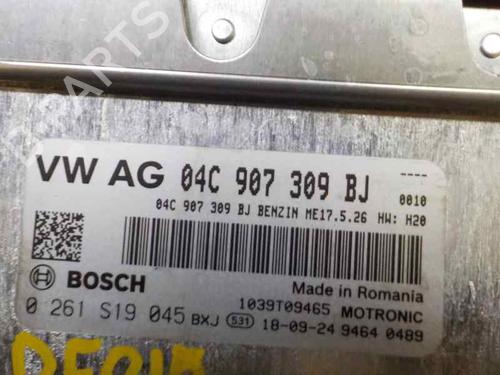 VW AG 04C 907 309 BJ ----
0010
04C 907 309 BJ BENZIN ME17.5.26 HW: H20
BOSCH
Made in Romania
1039T09465 MOTRONIC
0 261 S19 045 BXJ 531 18-09-24 9464 0489
PARTS